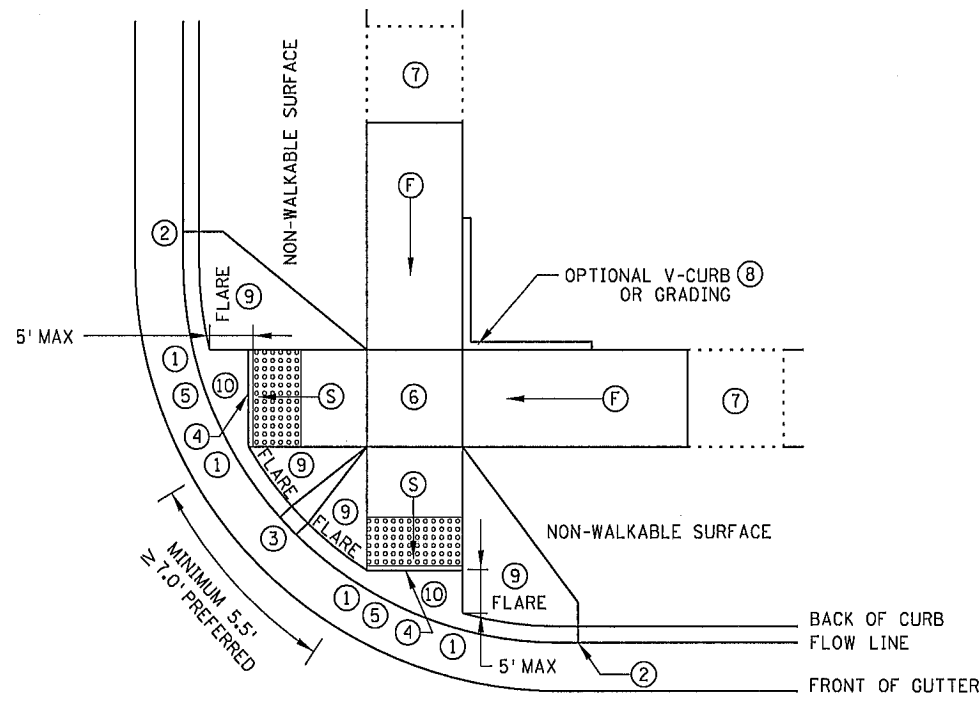 7
NON-WALKABLE SURFACE
F
2
OPTIONAL V-CURB 8
OR GRADING
FLARE 9
5' MAX
1
10
S
6
F
7
5
4
1
FLARE 9
S
9
FLARE
3
NON-WALKABLE SURFACE
MINIMUM 5.5'
≥ 7.0' PREFERRED
10
9
FLARE
1
5
4
1
BACK OF CURB
FLOW LINE
5' MAX
2
FRONT OF GUTTER